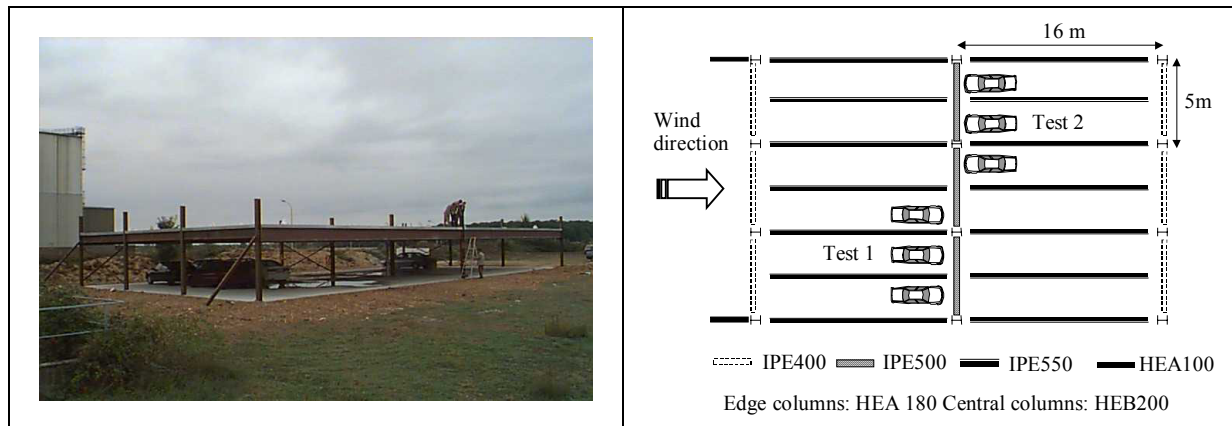 16 m
5m
Wind
direction
Test 2
Test 1
IPE400 IPE500 IPE550 HEA100
Edge columns: HEA 180 Central columns: HEB200